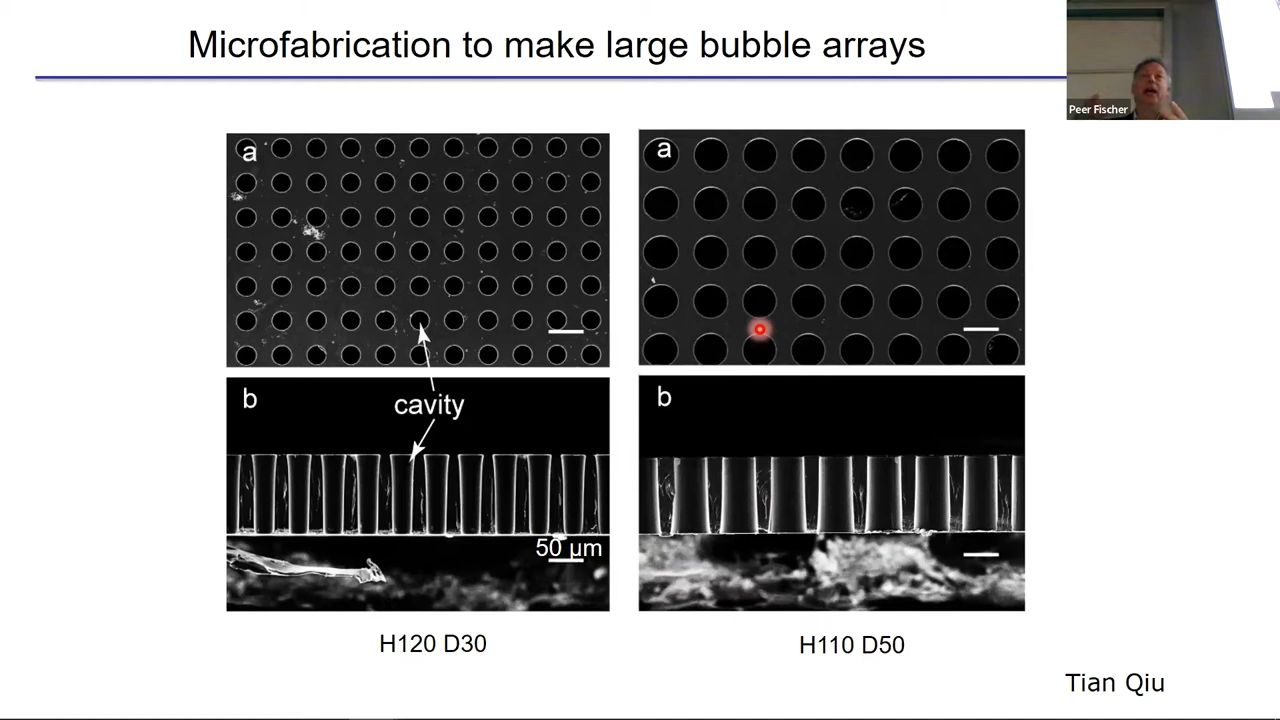 Microfabrication to make large bubble arrays
Peer Fischer
a
a
cavity
b
b
50 μm
H120 D30
H110 D50
Tian Qiu